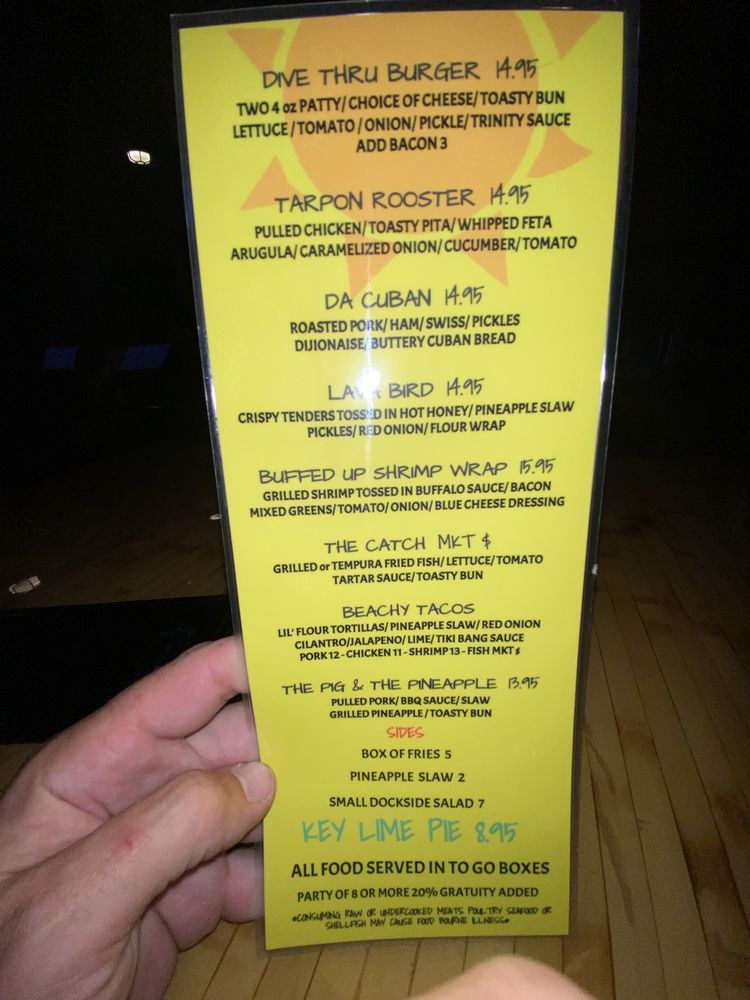 DIVE THRU BURGER 14.95
TWO 4 oz PATTY/ CHOICE OF CHEESE/ TOASTY BUN
LETTUCE / TOMATO / ONION/ PICKLE/ TRINITY SAUCE
ADD BACON 3
TARPON ROOSTER 14.95
PULLED CHICKEN/ TOASTY PITA/ WHIPPED FETA
ARUGULA/ CARAMELIZED ONION/ CUCUMBER/ TOMATO
DA CUBAN 14.95
ROASTED PORK/ HAM/ SWISS/ PICKLES
DIJIONAISE/ BUTTERY CUBAN BREAD
LAVA BIRD 14.95
CRISPY TENDERS TOSSED IN HOT HONEY/ PINEAPPLE SLAW
PICKLES/ RED ONION/ FLOUR WRAP
BUFFED UP SHRIMP WRAP 15.95
GRILLED SHRIMP TOSSED IN BUFFALO SAUCE/ BACON
MIXED GREENS/ TOMATO/ ONION/ BLUE CHEESE DRESSING
THE CATCH MKT $
GRILLED or TEMPURA FRIED FISH/ LETTUCE/ TOMATO
TARTAR SAUCE/ TOASTY BUN
BEACHY TACOS
LIL' FLOUR TORTILLAS/ PINEAPPLE SLAW/ RED ONION
CILANTRO/JALAPENO/ LIME/ TIKI BANG SAUCE
PORK 12 - CHICKEN 11 - SHRIMP 13 - FISH MKT $
THE PIG & THE PINEAPPLE 13.95
PULLED PORK/ BBQ SAUCE/ SLAW
GRILLED PINEAPPLE / TOASTY BUN
SIDES
BOX OF FRIES 5
PINEAPPLE SLAW 2
SMALL DOCKSIDE SALAD 7
KEY LIME PIE 8.95
ALL FOOD SERVED IN TO GO BOXES
PARTY OF 8 OR MORE 20% GRATUITY ADDED
*CONSUMING RAW OR UNDERCOOKED MEATS POULTRY SEAFOOD OR
SHELLFISH MAY CAUSE FOOD BOURNE ILLNESS*